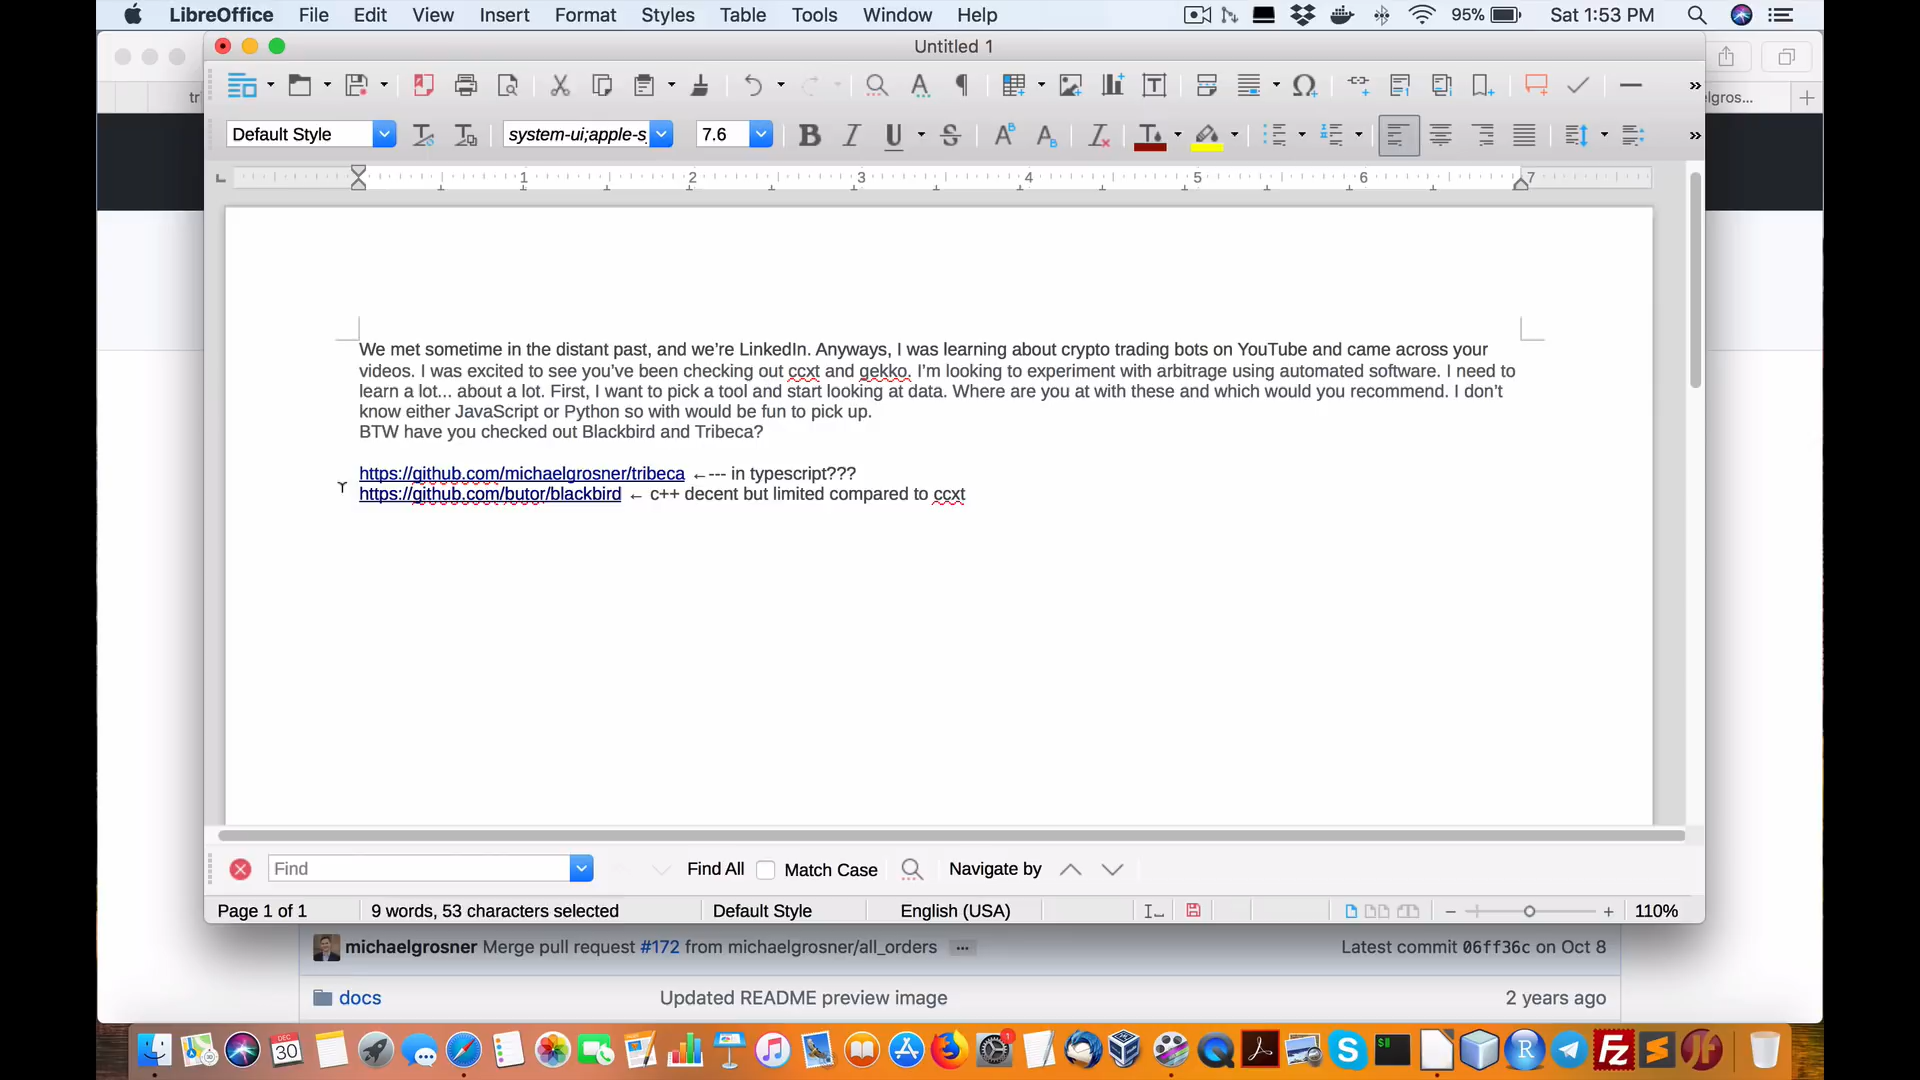 LibreOffice File Edit View Insert Format Styles Table Tools Window Help 95% Sat 1:53 PM
Untitled 1
Default Style system-ui;apple-s 7.6
1 2 3 4 5 6 7
We met sometime in the distant past, and we're LinkedIn. Anyways, I was learning about crypto trading bots on YouTube and came across your
videos. I was excited to see you've been checking out ccxt and gekko. I'm looking to experiment with arbitrage using automated software. I need to
learn a lot... about a lot. First, I want to pick a tool and start looking at data. Where are you at with these and which would you recommend. I don't
know either JavaScript or Python so with would be fun to pick up.
BTW have you checked out Blackbird and Tribeca?
https://github.com/michaelgrosner/tribeca ←--- in typescript???
https://github.com/butor/blackbird ← c++ decent but limited compared to ccxt
Find Find All Match Case Navigate by
Page 1 of 1 9 words, 53 characters selected Default Style English (USA) 110%
michaelgrosner Merge pull request #172 from michaelgrosner/all_orders ... Latest commit 06ff36c on Oct 8
docs Updated README preview image 2 years ago
DEC 30